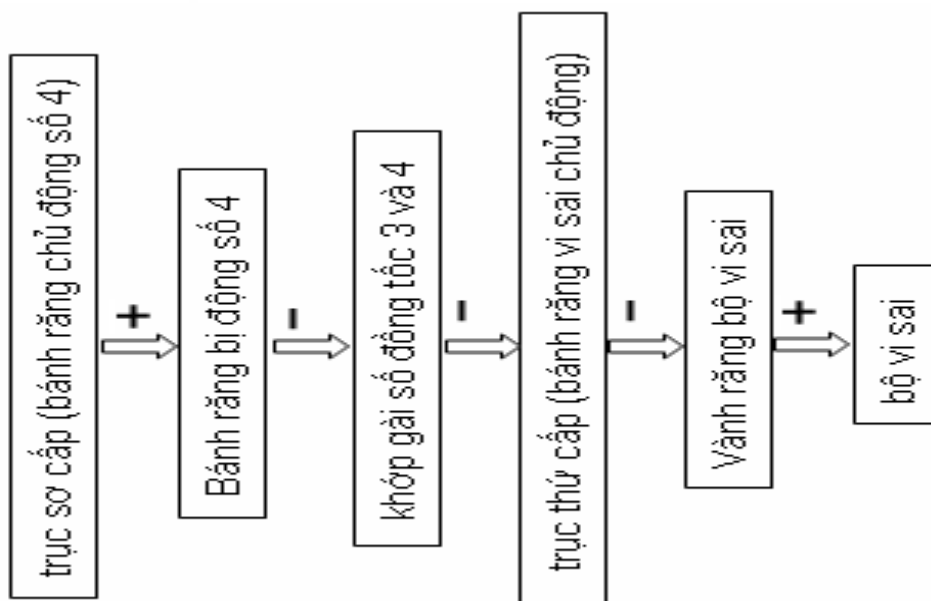 trục sơ cấp (bánh răng chủ động số 4)
+
Bánh răng bị động số 4
-
khớp gài số đồng tốc 3 và 4
-
trục thứ cấp (bánh răng vi sai chủ động)
-
Vành răng bộ vi sai
+
bộ vi sai